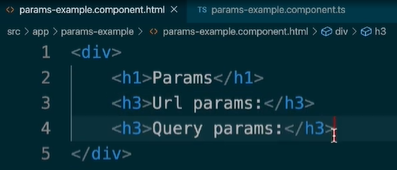 params-example.component.html × params-example.component.ts
src > app > params-example > params-example.component.html > div > h3
1 <div>
2 <h1>Params</h1>
3 <h3>Url params:</h3>
4 <h3>Query params:</h3>
5 </div>